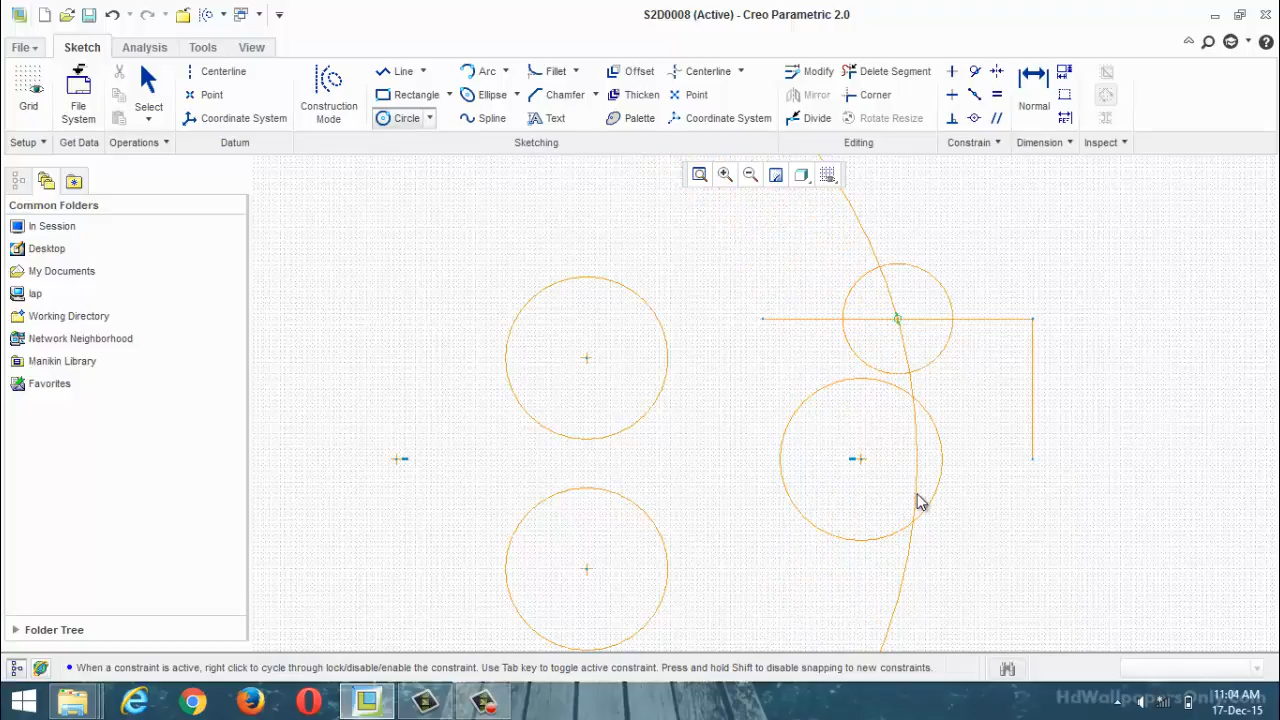 S2D0008 (Active) - Creo Parametric 2.0
File Sketch Analysis Tools View
Grid
File System
Select
Centerline
Point
Coordinate System
Construction Mode
Line Arc Fillet Offset Centerline
Rectangle Ellipse Chamfer Thicken Point
Circle Spline Text Palette Coordinate System
Modify Delete Segment
Mirror Corner
Divide Rotate Resize
Normal
Setup Get Data Operations Datum Sketching Editing Constrain Dimension Inspect
Common Folders
In Session
Desktop
My Documents
lap
Working Directory
Network Neighborhood
Manikin Library
Favorites
Folder Tree
When a constraint is active, right click to cycle through lock/disable/enable the constraint. Use Tab key to toggle active constraint. Press and hold Shift to disable snapping to new constraints.
HdWallpapersOnly.com
11:04 AM
17-Dec-15